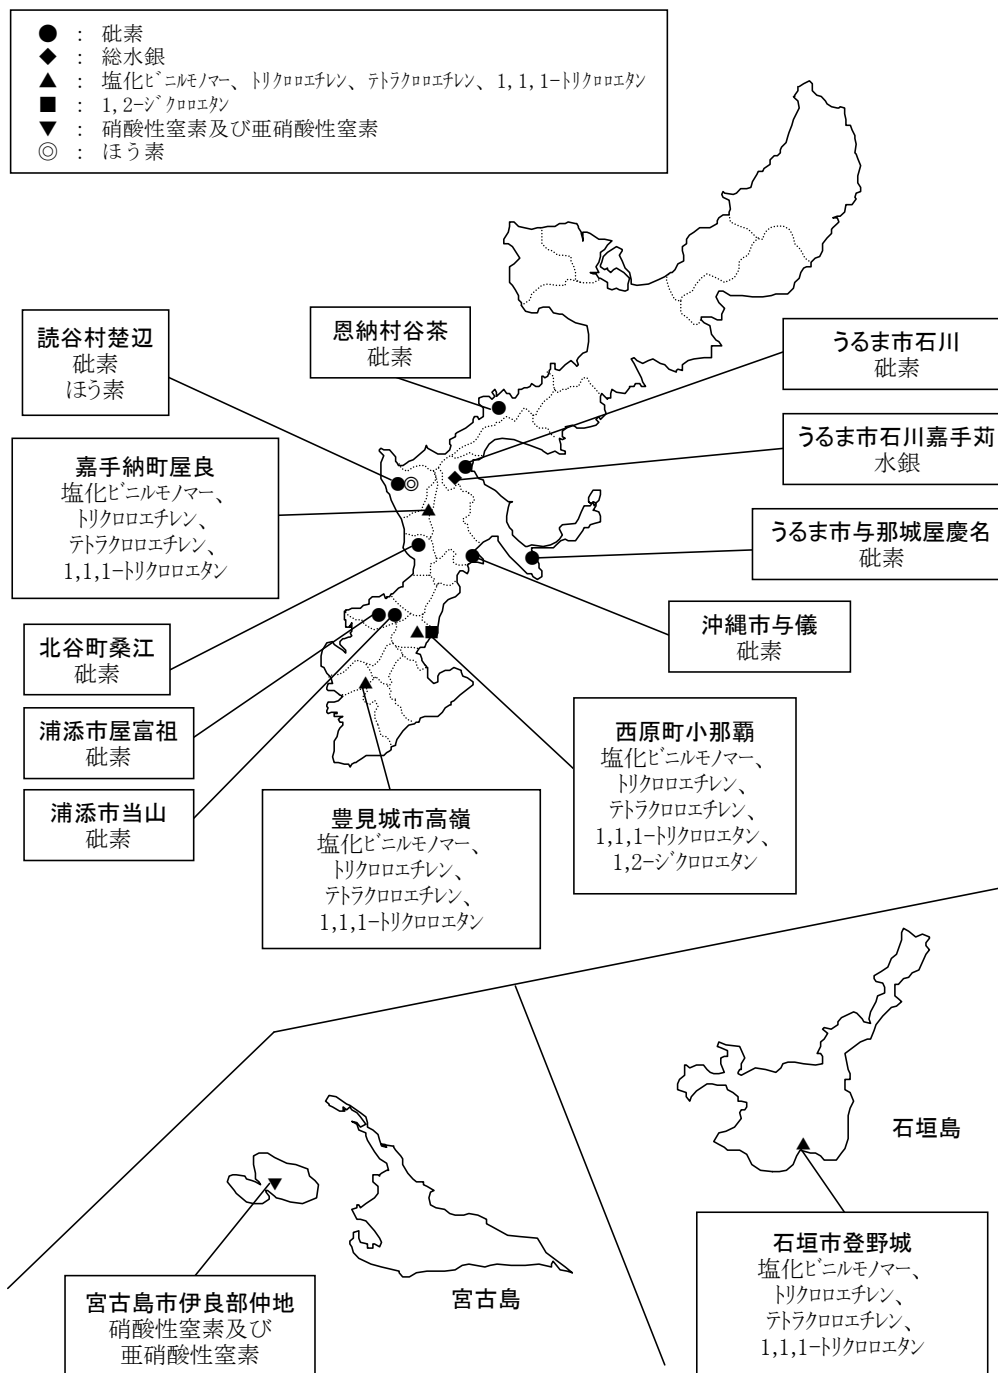 ● : 砒素
◆ : 総水銀
▲ : 塩化ﾋﾞﾆﾙﾓﾉﾏｰ、ﾄﾘｸﾛﾛｴﾁﾚﾝ、ﾃﾄﾗｸﾛﾛｴﾁﾚﾝ、1,1,1-ﾄﾘｸﾛﾛｴﾀﾝ
■ : 1,2-ｼﾞｸﾛﾛｴﾀﾝ
▼ : 硝酸性窒素及び亜硝酸性窒素
◎ : ほう素
読谷村楚辺
砒素
ほう素
恩納村谷茶
砒素
うるま市石川
砒素
うるま市石川嘉手苅
水銀
嘉手納町屋良
塩化ﾋﾞﾆﾙﾓﾉﾏｰ、
ﾄﾘｸﾛﾛｴﾁﾚﾝ、
ﾃﾄﾗｸﾛﾛｴﾁﾚﾝ、
1,1,1-ﾄﾘｸﾛﾛｴﾀﾝ
うるま市与那城屋慶名
砒素
沖縄市与儀
砒素
北谷町桑江
砒素
浦添市屋富祖
砒素
浦添市当山
砒素
西原町小那覇
塩化ﾋﾞﾆﾙﾓﾉﾏｰ、
ﾄﾘｸﾛﾛｴﾁﾚﾝ、
ﾃﾄﾗｸﾛﾛｴﾁﾚﾝ、
1,1,1-ﾄﾘｸﾛﾛｴﾀﾝ、
1,2-ｼﾞｸﾛﾛｴﾀﾝ
豊見城市高嶺
塩化ﾋﾞﾆﾙﾓﾉﾏｰ、
ﾄﾘｸﾛﾛｴﾁﾚﾝ、
ﾃﾄﾗｸﾛﾛｴﾁﾚﾝ、
1,1,1-ﾄﾘｸﾛﾛｴﾀﾝ
石垣島
石垣市登野城
塩化ﾋﾞﾆﾙﾓﾉﾏｰ、
ﾄﾘｸﾛﾛｴﾁﾚﾝ、
ﾃﾄﾗｸﾛﾛｴﾁﾚﾝ、
1,1,1-ﾄﾘｸﾛﾛｴﾀﾝ
宮古島
宮古島市伊良部仲地
硝酸性窒素及び
亜硝酸性窒素